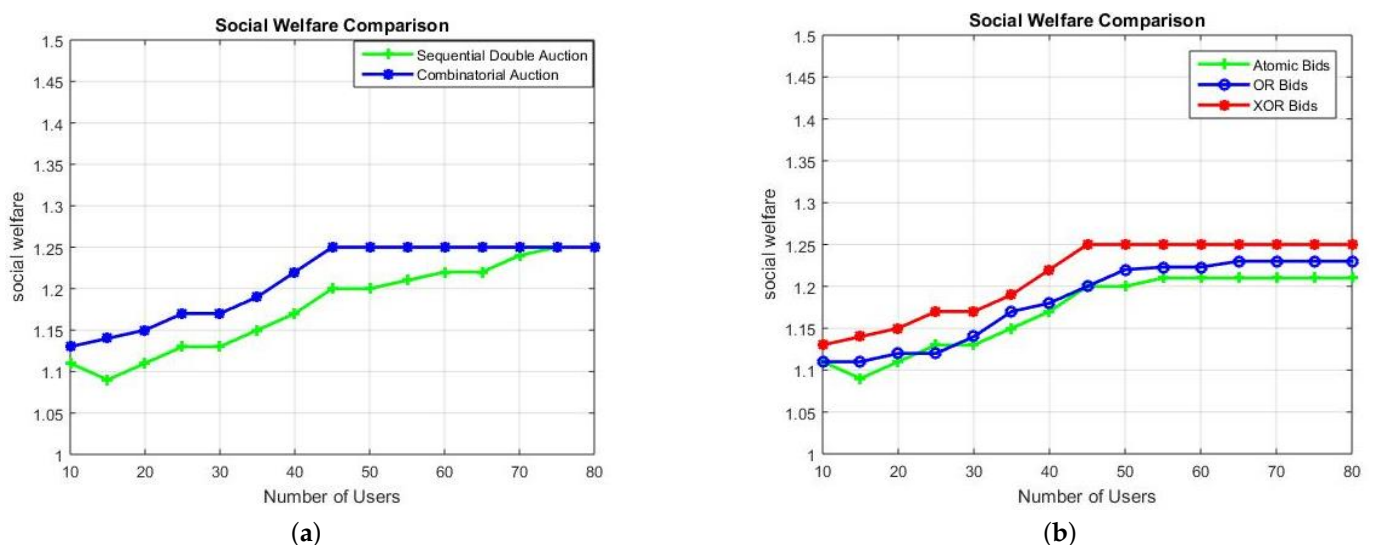 Social Welfare Comparison
Sequential Double Auction
Combinatorial Auction
1.5
1.45
1.4
1.35
1.3
1.25
1.2
1.15
1.1
1.05
1
social welfare
10 20 30 40 50 60 70 80
Number of Users
(a)
Social Welfare Comparison
Atomic Bids
OR Bids
XOR Bids
1.5
1.45
1.4
1.35
1.3
1.25
1.2
1.15
1.1
1.05
1
social welfare
10 20 30 40 50 60 70 80
Number of Users
(b)